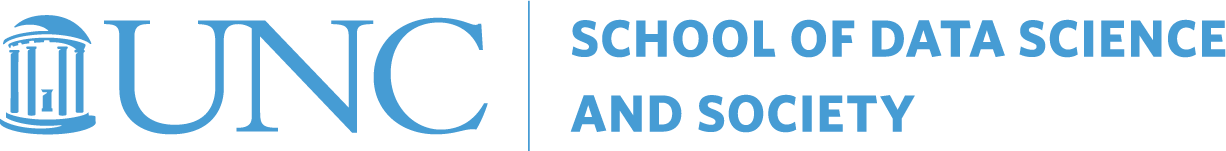 UNC
SCHOOL OF DATA SCIENCE
AND SOCIETY